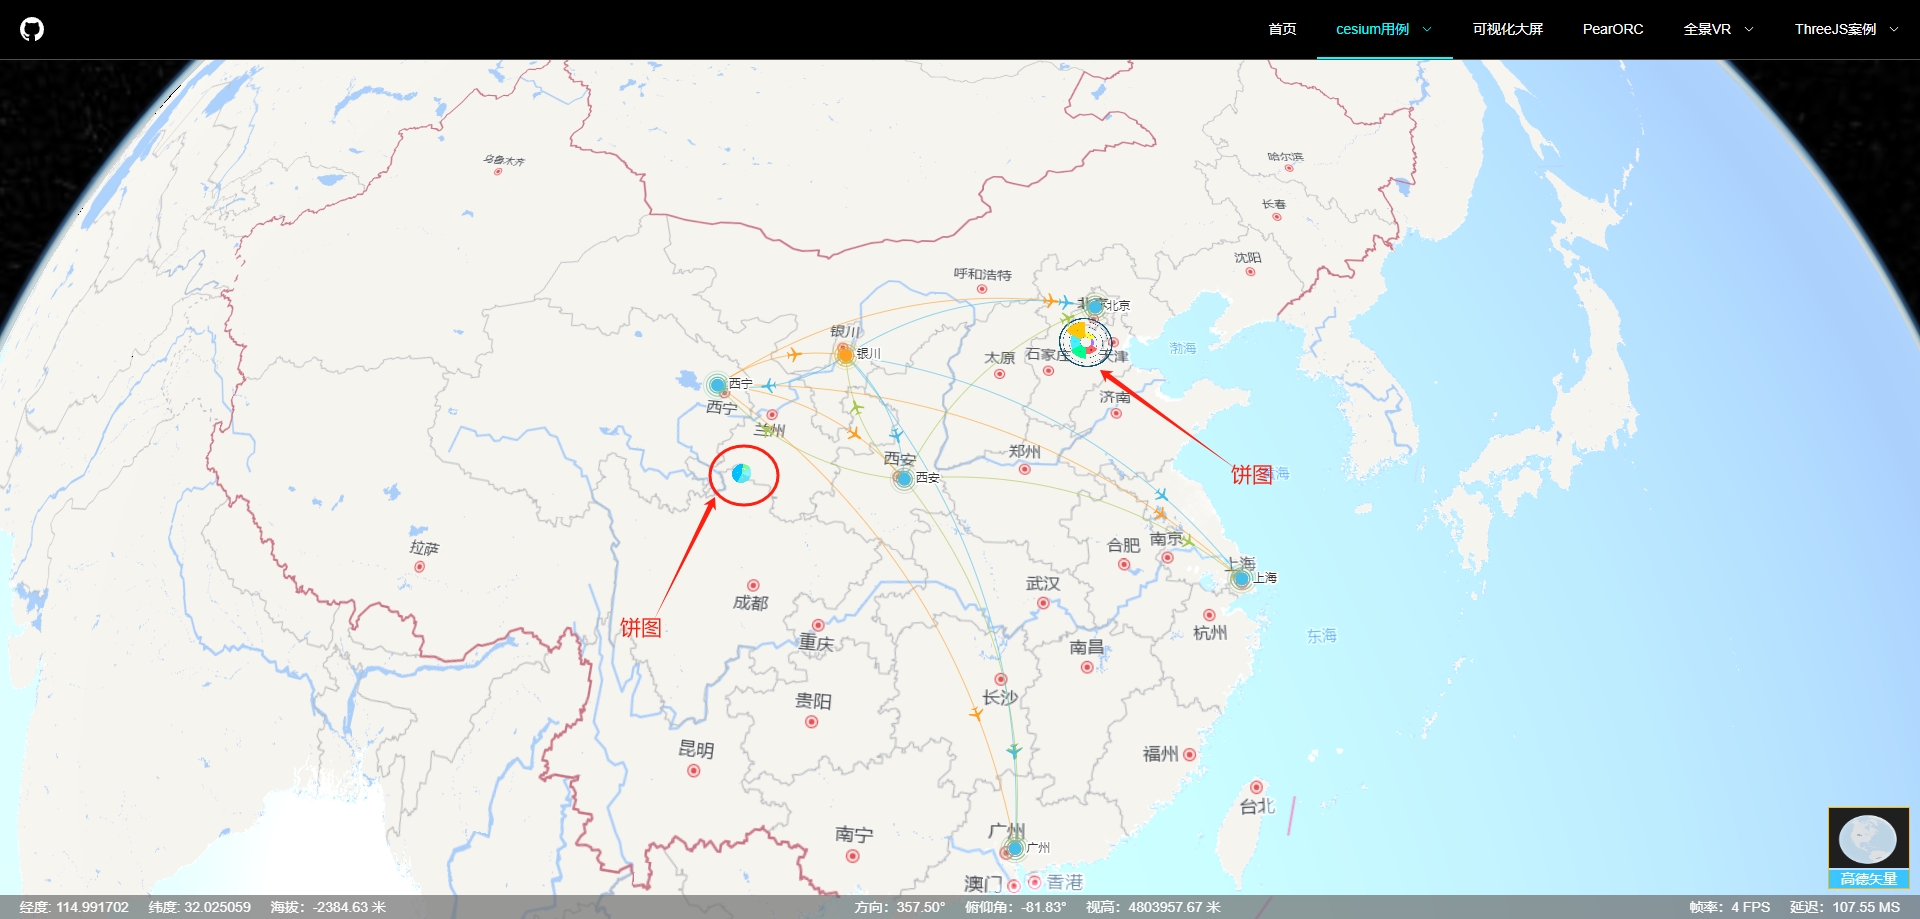 首页 cesium用例 可视化大屏 PearORC 全景VR ThreeJS案例
乌鲁木齐
哈尔滨
长春
沈阳
呼和浩特
北京
银川
银川
渤海
太原 石家庄 天津
西宁
西宁
济南
兰州
郑州
西安
西安
饼图
海
拉萨
合肥 南京
上海
上海
武汉
成都
饼图
重庆
杭州
东海
南昌
长沙
贵阳
昆明
福州
台北
南宁
广州
广州
澳门 香港
高德矢量
经度: 114.991702 纬度: 32.025059 海拔: -2384.63 米 方向: 357.50° 俯仰角: -81.83° 视高: 4803957.67 米 帧率: 4 FPS 延迟: 107.55 MS